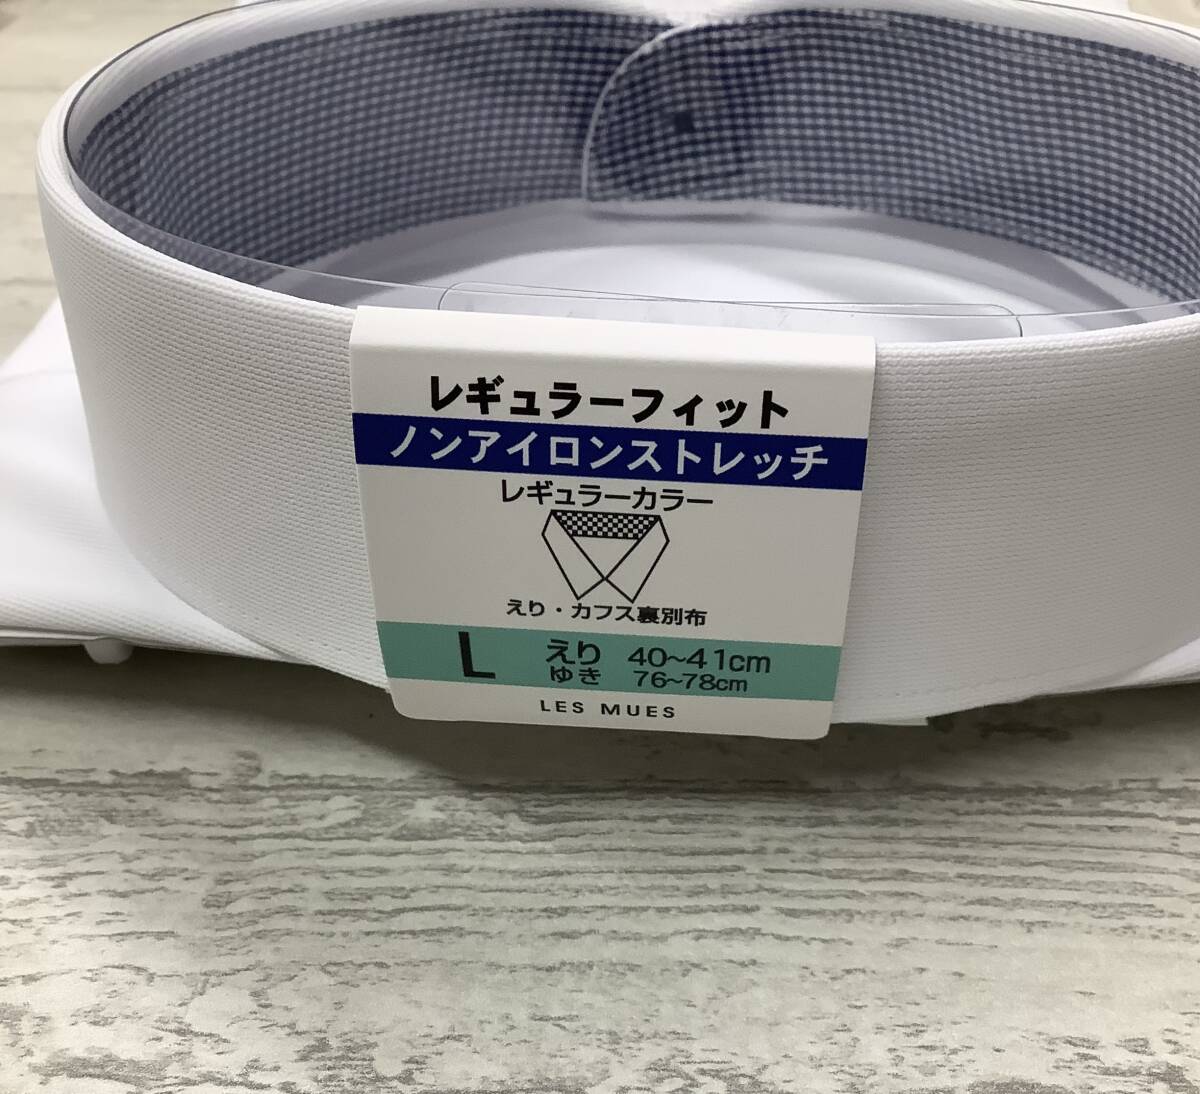 レギュラーフィット
ノンアイロンストレッチ
レギュラーカラー
えり・カフス裏別布
L えり 40~41cm
ゆき 76~78cm
LES MUES